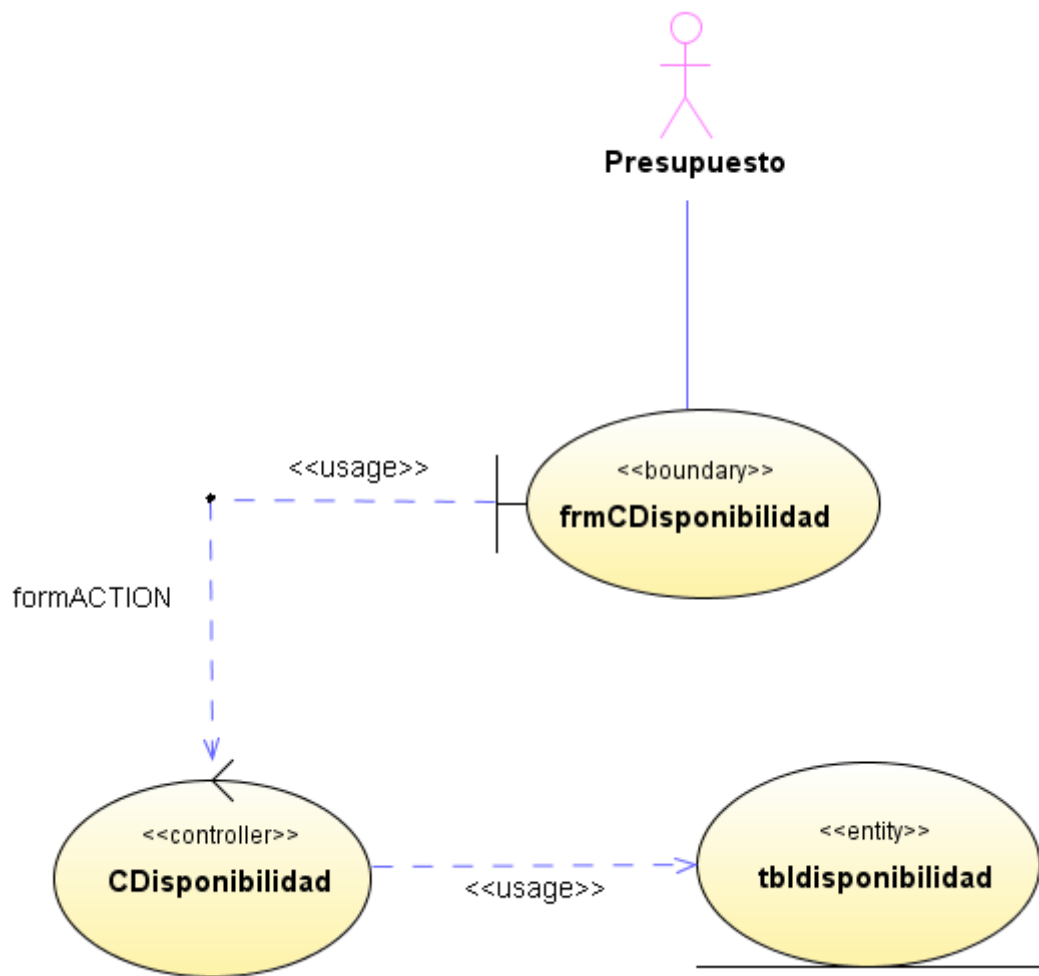 Presupuesto
<<usage>>
<<boundary>>
frmCDisponibilidad
formACTION
<<controller>>
CDisponibilidad
<<usage>>
<<entity>>
tbldisponibilidad